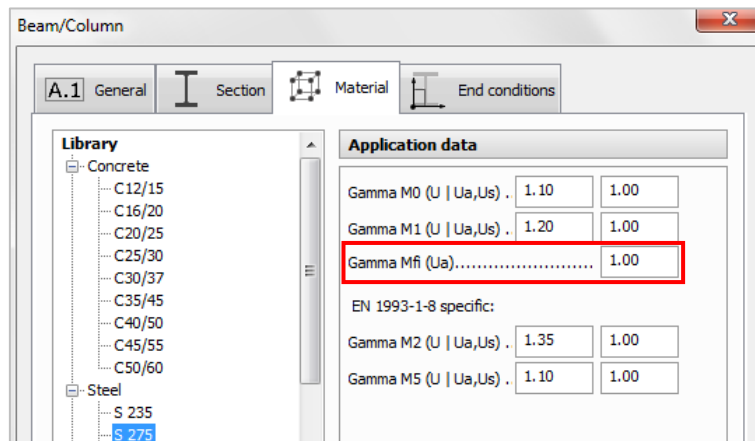 Beam/Column
X
A.1 General
Section
Material
End conditions
Library
Concrete
C12/15
C16/20
C20/25
C25/30
C30/37
C35/45
C40/50
C45/55
C50/60
Steel
S 235
S 275
Application data
Gamma M0 (U | Ua,Us) .. 1.10 1.00
Gamma M1 (U | Ua,Us) .. 1.20 1.00
Gamma Mfi (Ua)........................ 1.00
EN 1993-1-8 specific:
Gamma M2 (U | Ua,Us) .. 1.35 1.00
Gamma M5 (U | Ua,Us) .. 1.10 1.00